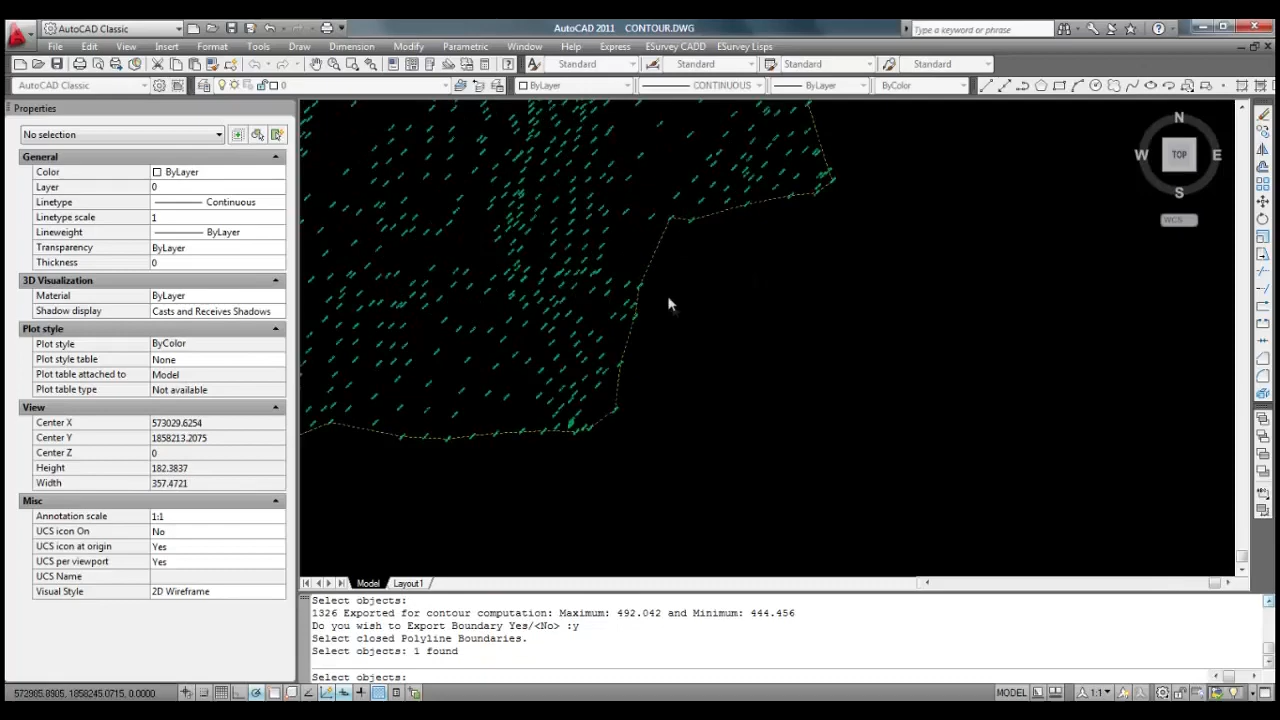 AutoCAD Classic
AutoCAD 2011 CONTOUR.DWG
Type a keyword or phrase
File Edit View Insert Format Tools Draw Dimension Modify Parametric Window Help Express ESurvey CADD ESurvey Lisps
Standard Standard Standard Standard
AutoCAD Classic 0 ByLayer CONTINUOUS ByLayer ByColor
Properties
No selection
General
Color ByLayer
Layer 0
Linetype Continuous
Linetype scale 1
Lineweight ByLayer
Transparency ByLayer
Thickness 0
3D Visualization
Material ByLayer
Shadow display Casts and Receives Shadows
Plot style
Plot style ByColor
Plot style table None
Plot table attached to Model
Plot table type Not available
View
Center X 573029.6254
Center Y 1858213.2075
Center Z 0
Height 182.3837
Width 357.4721
Misc
Annotation scale 1:1
UCS icon On No
UCS icon at origin Yes
UCS per viewport Yes
UCS Name
Visual Style 2D Wireframe
N
W TOP E
S
WCS
Model Layout1
Select objects:
1326 Exported for contour computation: Maximum: 492.042 and Minimum: 444.456
Do you wish to Export Boundary Yes/<No> :y
Select closed Polyline Boundaries.
Select objects: 1 found
Select objects:
572985.8905, 1858245.0715, 0.0000 MODEL 1:1